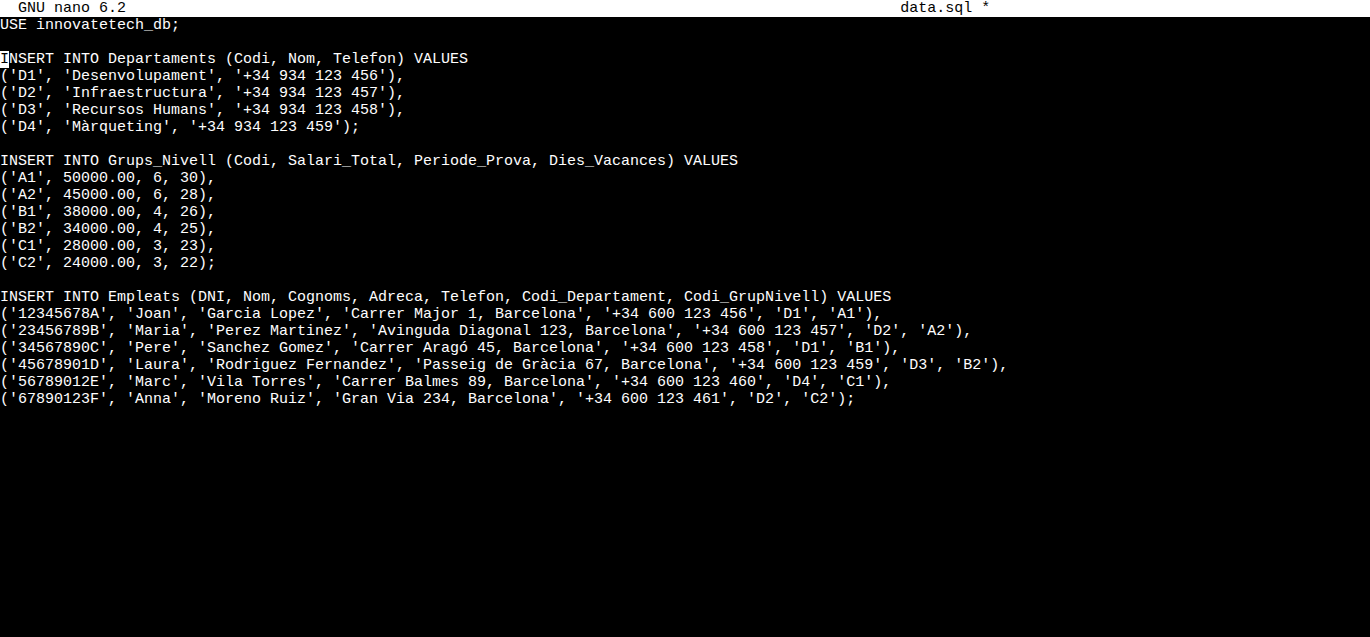 GNU nano 6.2 data.sql *
USE innovatetech_db;
INSERT INTO Departaments (Codi, Nom, Telefon) VALUES
('D1', 'Desenvolupament', '+34 934 123 456'),
('D2', 'Infraestructura', '+34 934 123 457'),
('D3', 'Recursos Humans', '+34 934 123 458'),
('D4', 'Màrqueting', '+34 934 123 459');
INSERT INTO Grups_Nivell (Codi, Salari_Total, Periode_Prova, Dies_Vacances) VALUES
('A1', 50000.00, 6, 30),
('A2', 45000.00, 6, 28),
('B1', 38000.00, 4, 26),
('B2', 34000.00, 4, 25),
('C1', 28000.00, 3, 23),
('C2', 24000.00, 3, 22);
INSERT INTO Empleats (DNI, Nom, Cognoms, Adreca, Telefon, Codi_Departament, Codi_GrupNivell) VALUES
('12345678A', 'Joan', 'Garcia Lopez', 'Carrer Major 1, Barcelona', '+34 600 123 456', 'D1', 'A1'),
('23456789B', 'Maria', 'Perez Martinez', 'Avinguda Diagonal 123, Barcelona', '+34 600 123 457', 'D2', 'A2'),
('34567890C', 'Pere', 'Sanchez Gomez', 'Carrer Aragó 45, Barcelona', '+34 600 123 458', 'D1', 'B1'),
('45678901D', 'Laura', 'Rodriguez Fernandez', 'Passeig de Gràcia 67, Barcelona', '+34 600 123 459', 'D3', 'B2'),
('56789012E', 'Marc', 'Vila Torres', 'Carrer Balmes 89, Barcelona', '+34 600 123 460', 'D4', 'C1'),
('67890123F', 'Anna', 'Moreno Ruiz', 'Gran Via 234, Barcelona', '+34 600 123 461', 'D2', 'C2');